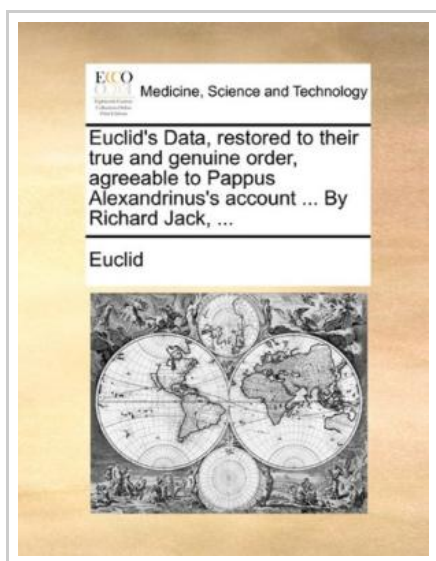 ECCO
Medicine, Science and Technology
Euclid's Data, restored to their
true and genuine order,
agreeable to Pappus
Alexandrinus's account ... By
Richard Jack, ...
Euclid